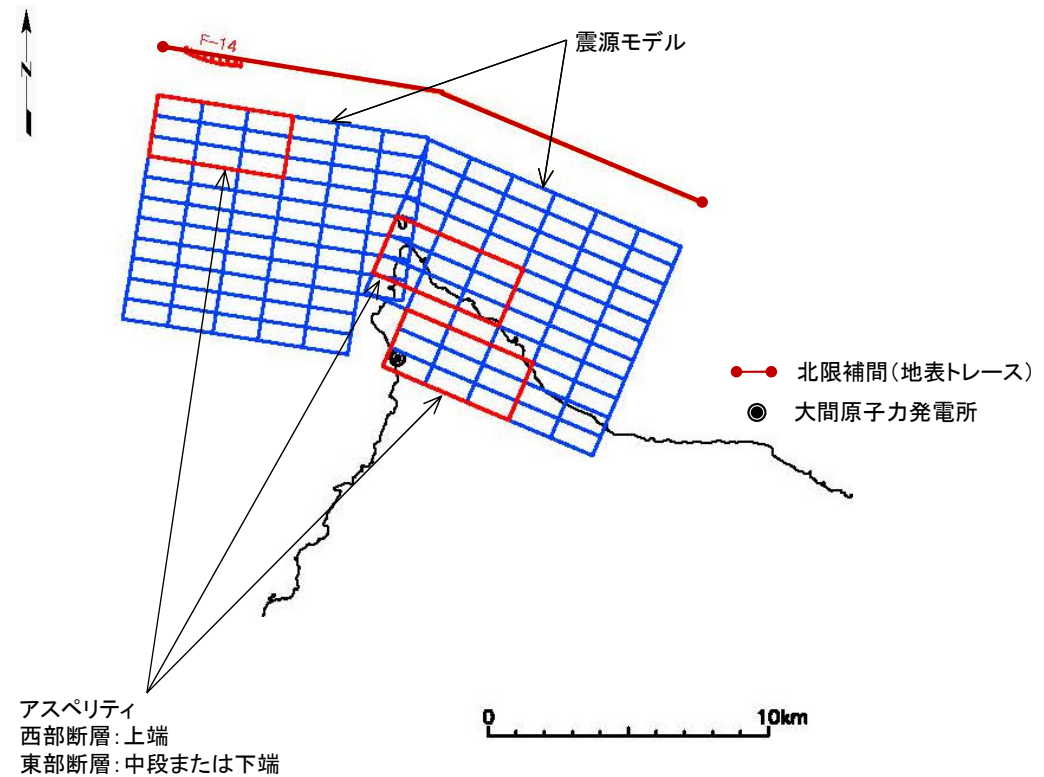 N
F-14
震源モデル
北限補間(地表トレース)
大間原子力発電所
アスペリティ
西部断層:上端
東部断層:中段または下端
0 10km